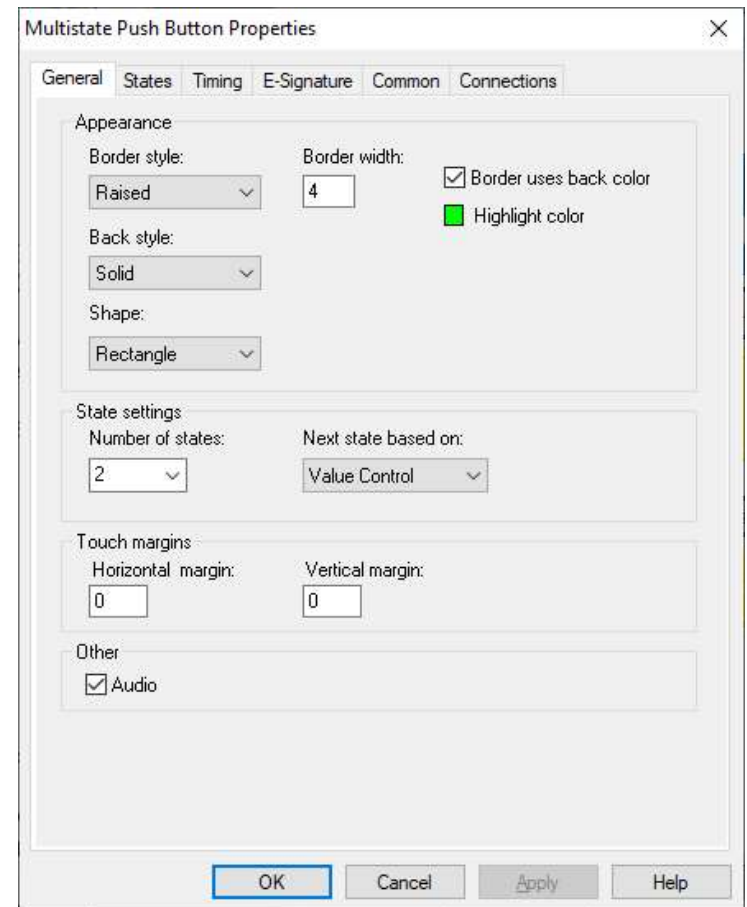 Multistate Push Button Properties
General States Timing E-Signature Common Connections
Appearance
Border style: Border width:
Raised 4 Border uses back color
Highlight color
Back style:
Solid
Shape:
Rectangle
State settings
Number of states: Next state based on:
2 Value Control
Touch margins
Horizontal margin: Vertical margin:
0 0
Other
Audio
OK Cancel Apply Help